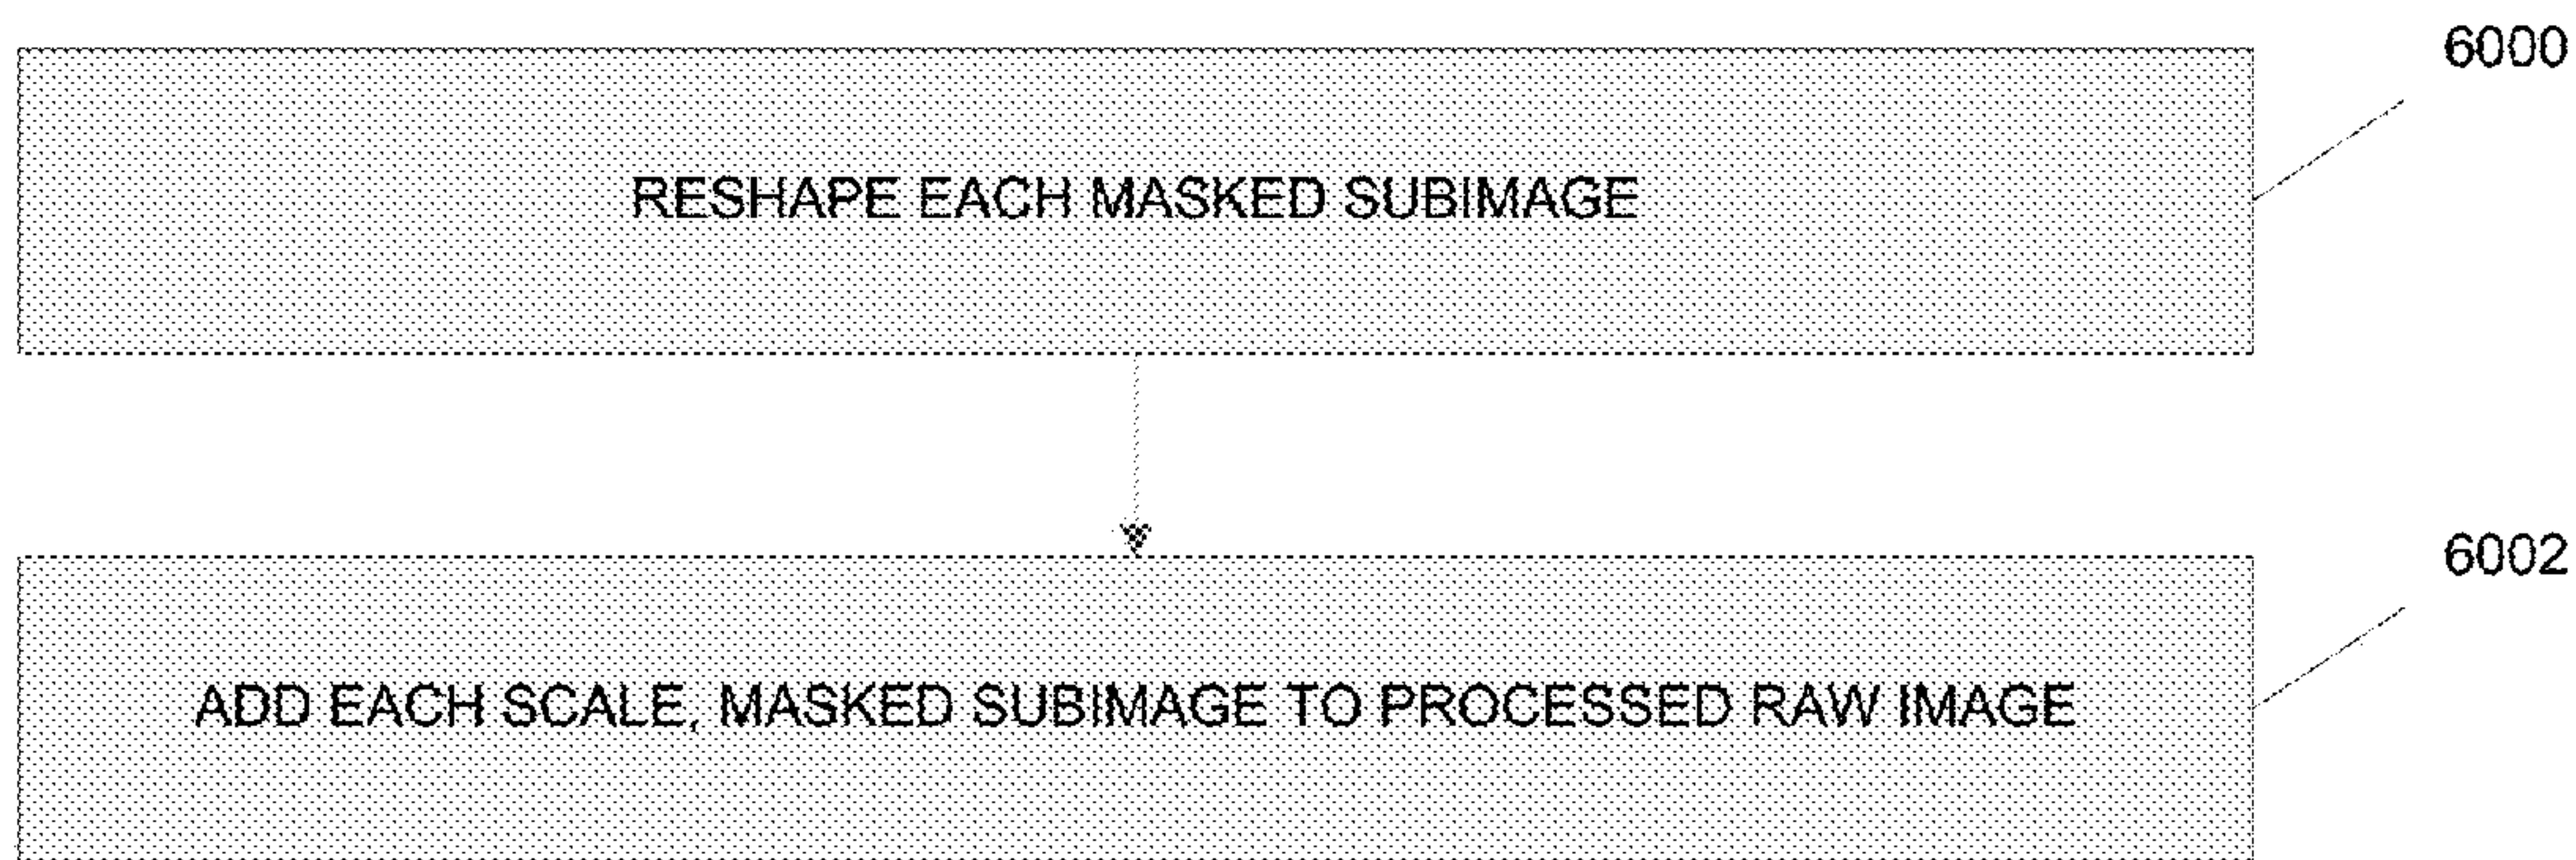 6000
RESHAPE EACH MASKED SUBIMAGE
6002
ADD EACH SCALE, MASKED SUBIMAGE TO PROCESSED RAW IMAGE